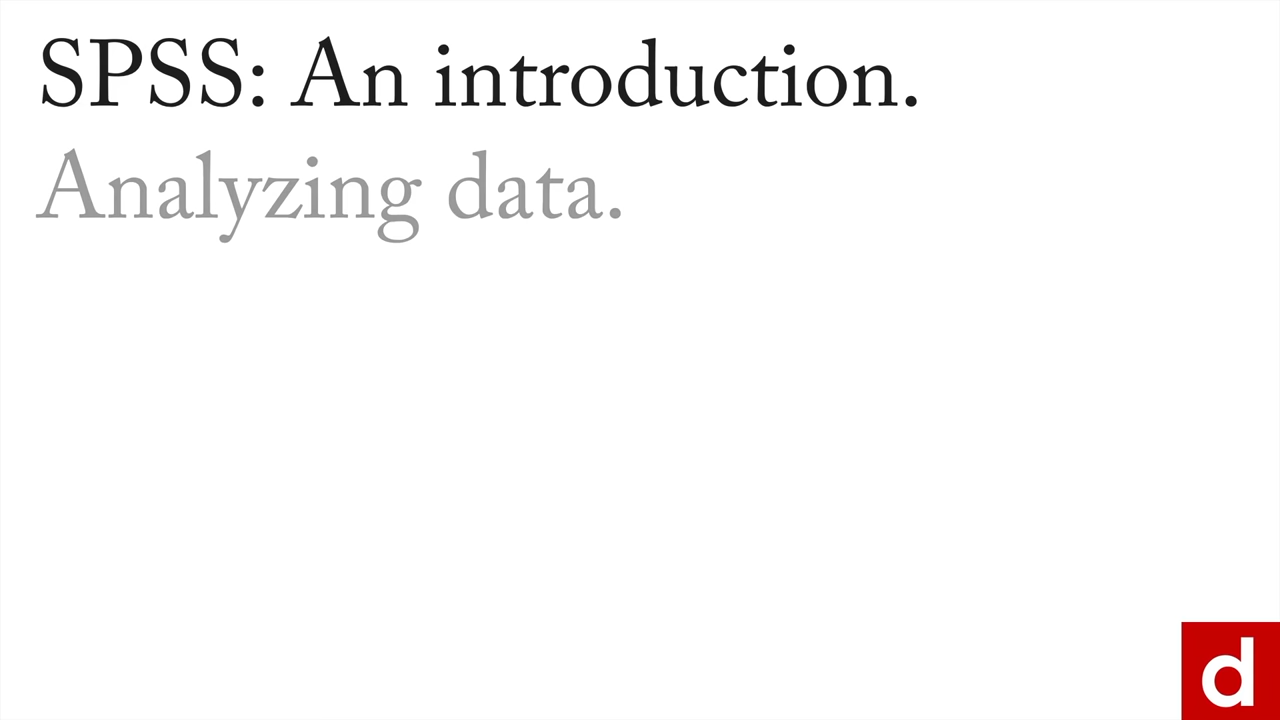 SPSS: An introduction.
Analyzing data.
d